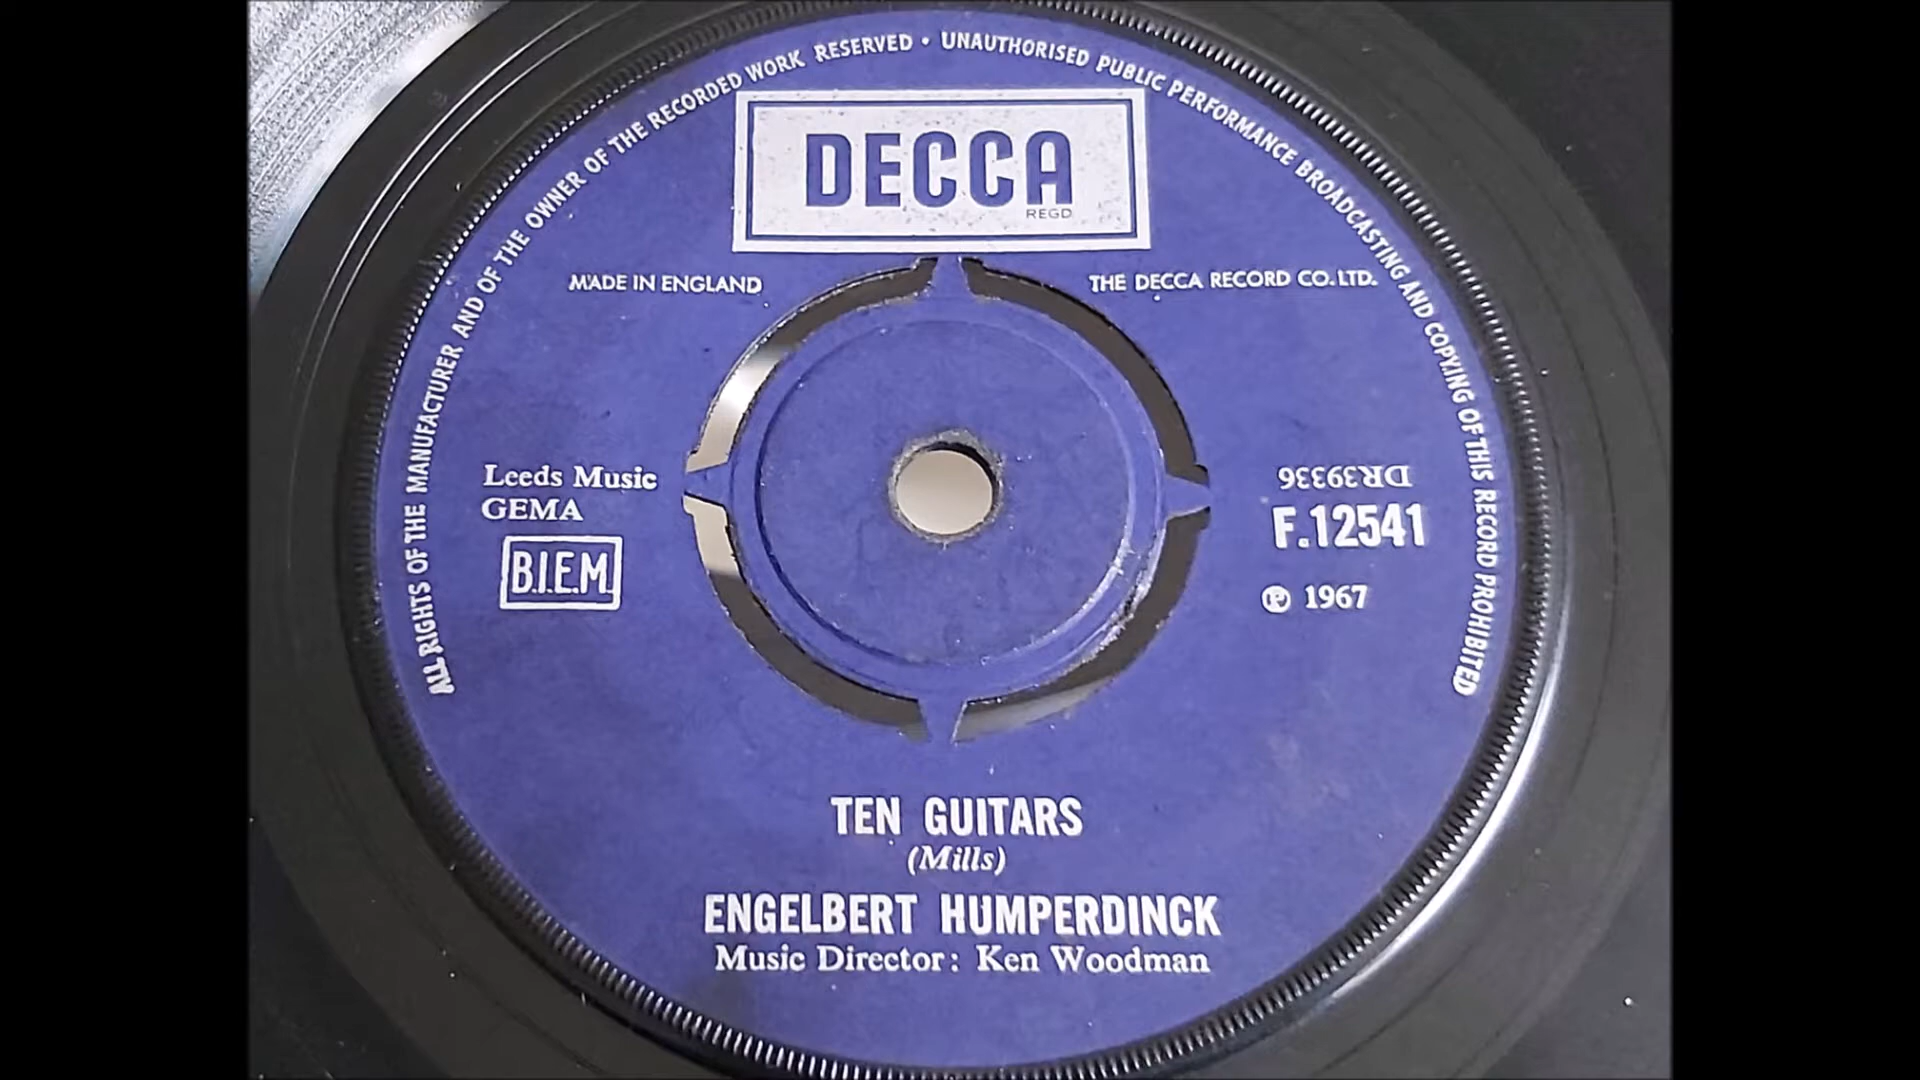 ALL RIGHTS OF THE MANUFACTURER AND OF THE OWNER OF THE RECORDED WORK RESERVED • UNAUTHORISED PUBLIC PERFORMANCE BROADCASTING AND COPYING OF THIS RECORD PROHIBITED
DECCA
REGD
MADE IN ENGLAND
THE DECCA RECORD CO. LTD.
Leeds Music
GEMA
B.I.E.M.
DR39336
F.12541
℗ 1967
TEN GUITARS
(Mills)
ENGELBERT HUMPERDINCK
Music Director: Ken Woodman